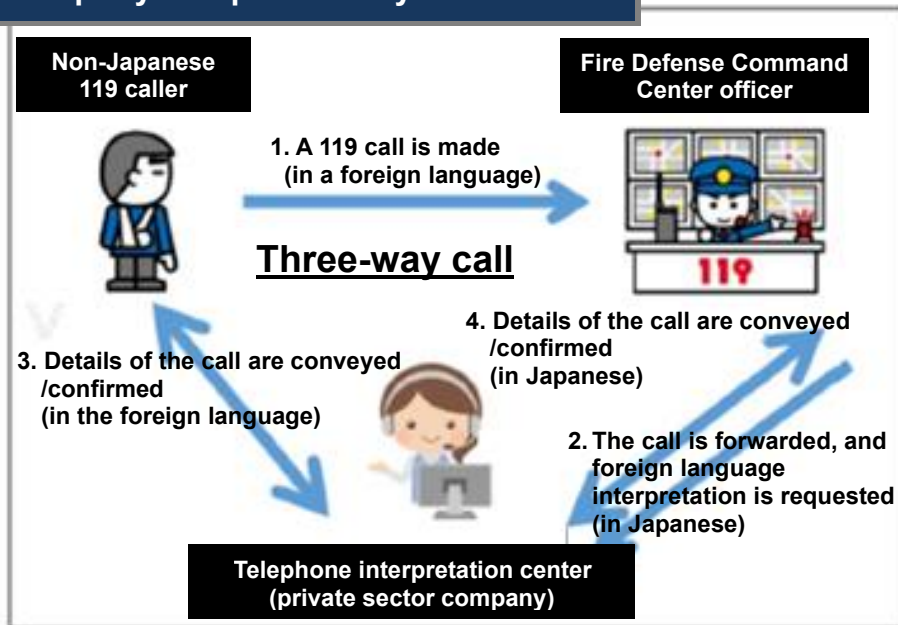 Non-Japanese
119 caller
Fire Defense Command
Center officer
1. A 119 call is made
(in a foreign language)
Three-way call
119
4. Details of the call are conveyed
/confirmed
(in Japanese)
3. Details of the call are conveyed
/confirmed
(in the foreign language)
2. The call is forwarded, and
foreign language
interpretation is requested
(in Japanese)
Telephone interpretation center
(private sector company)